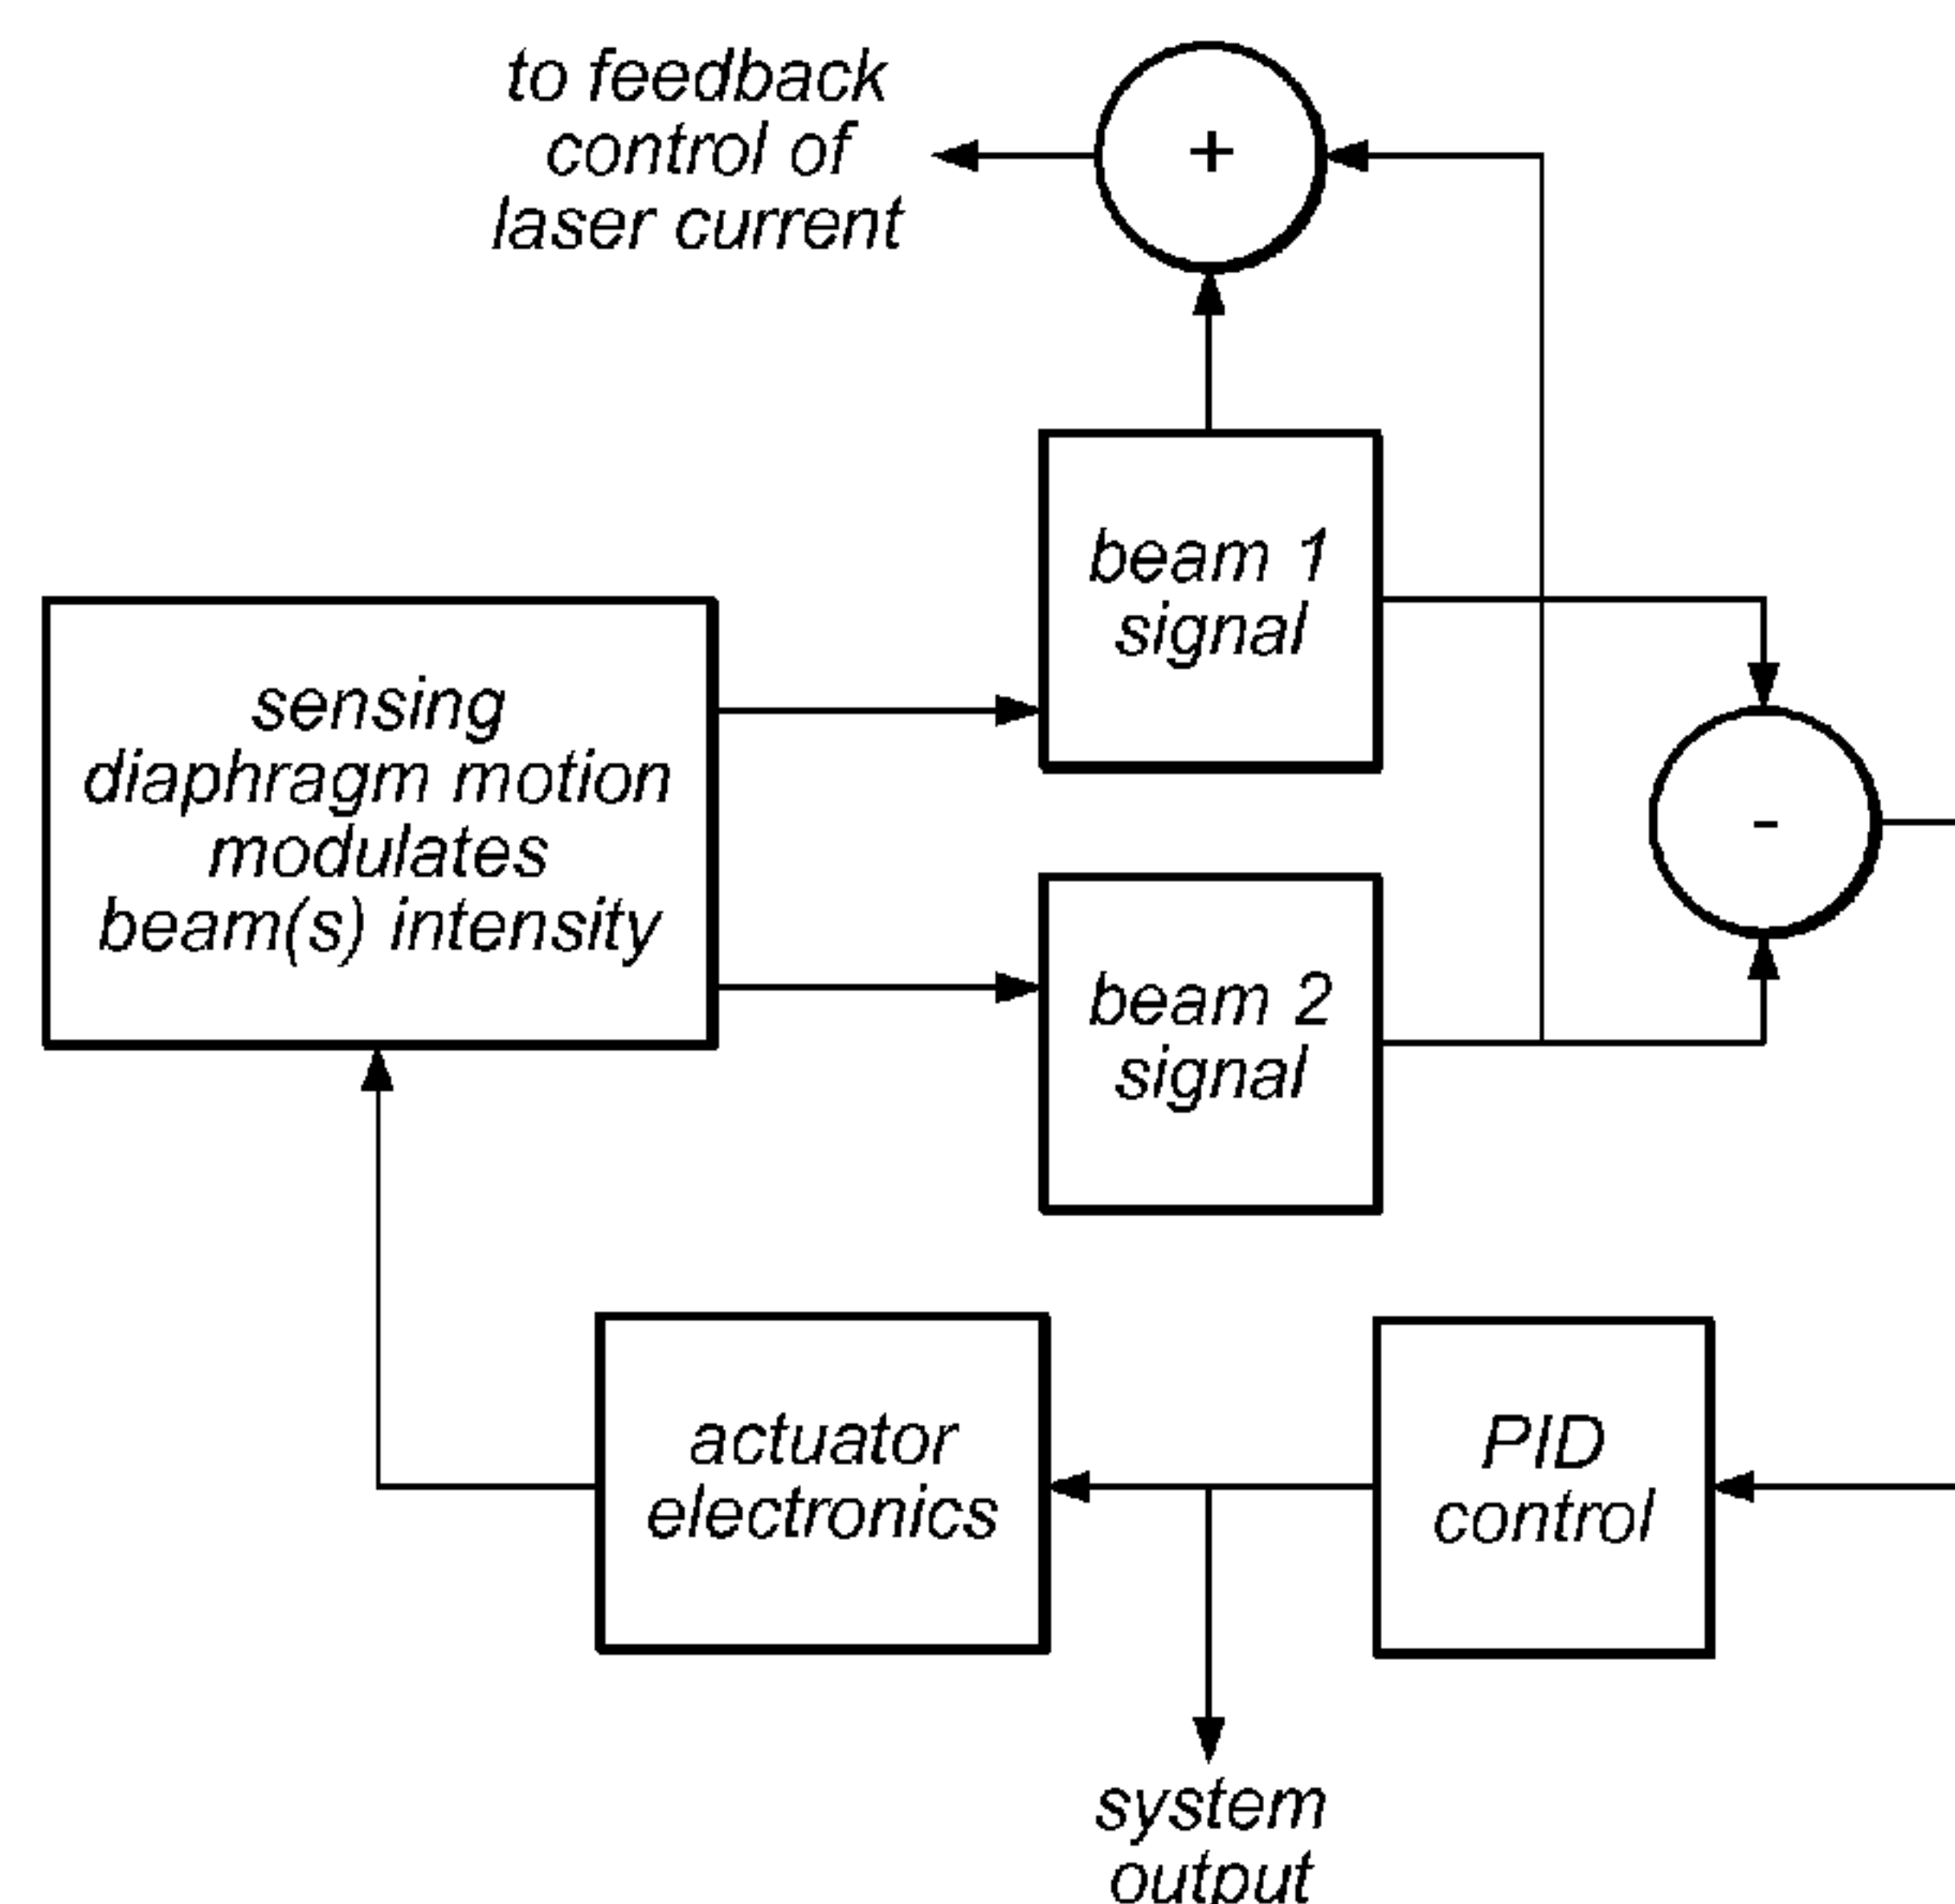 to feedback
control of
laser current
+
beam 1
signal
sensing
diaphragm motion
modulates
beam(s) intensity
-
beam 2
signal
actuator
electronics
PID
control
system
output